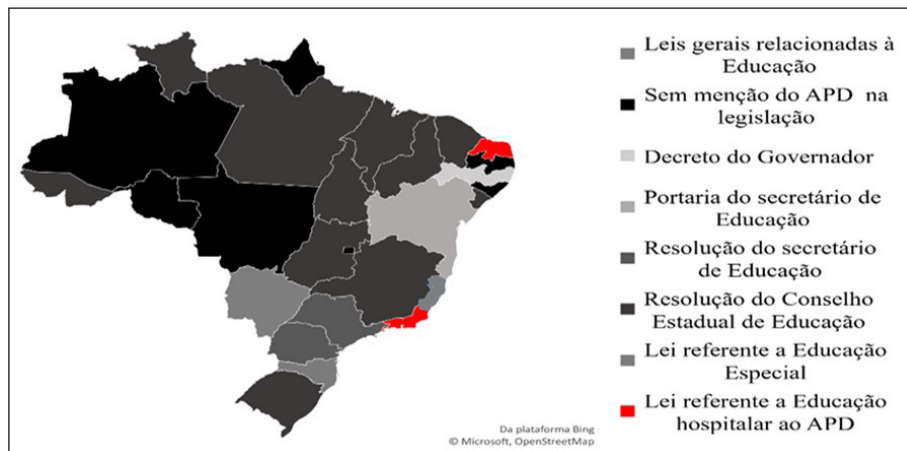 Leis gerais relacionadas à
Educação
Sem menção do APD na
legislação
Decreto do Governador
Portaria do secretário de
Educação
Resolução do secretário
de Educação
Resolução do Conselho
Estadual de Educação
Lei referente a Educação
Especial
Lei referente a Educação
hospitalar ao APD
Da plataforma Bing
© Microsoft, OpenStreetMap